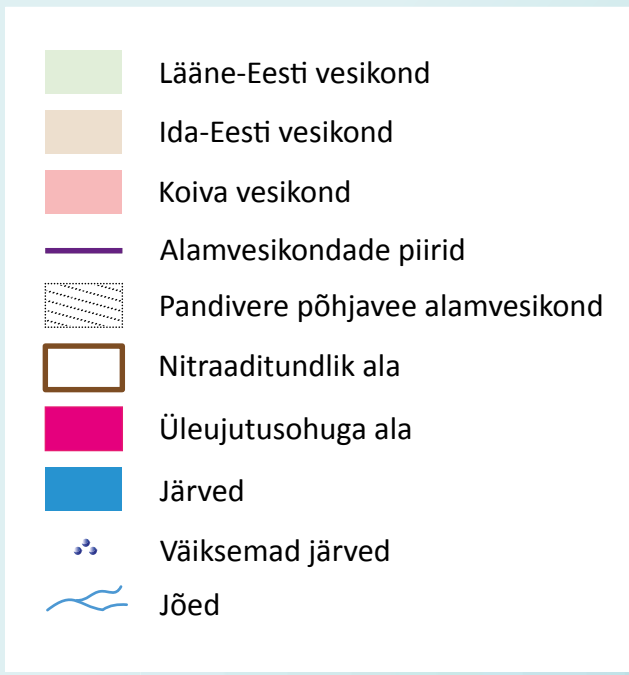 Lääne-Eesti vesikond
Ida-Eesti vesikond
Koiva vesikond
Alamvesikondade piirid
Pandivere põhjavee alamvesikond
Nitraaditundlik ala
Üleujutusohuga ala
Järved
Väiksemad järved
Jõed